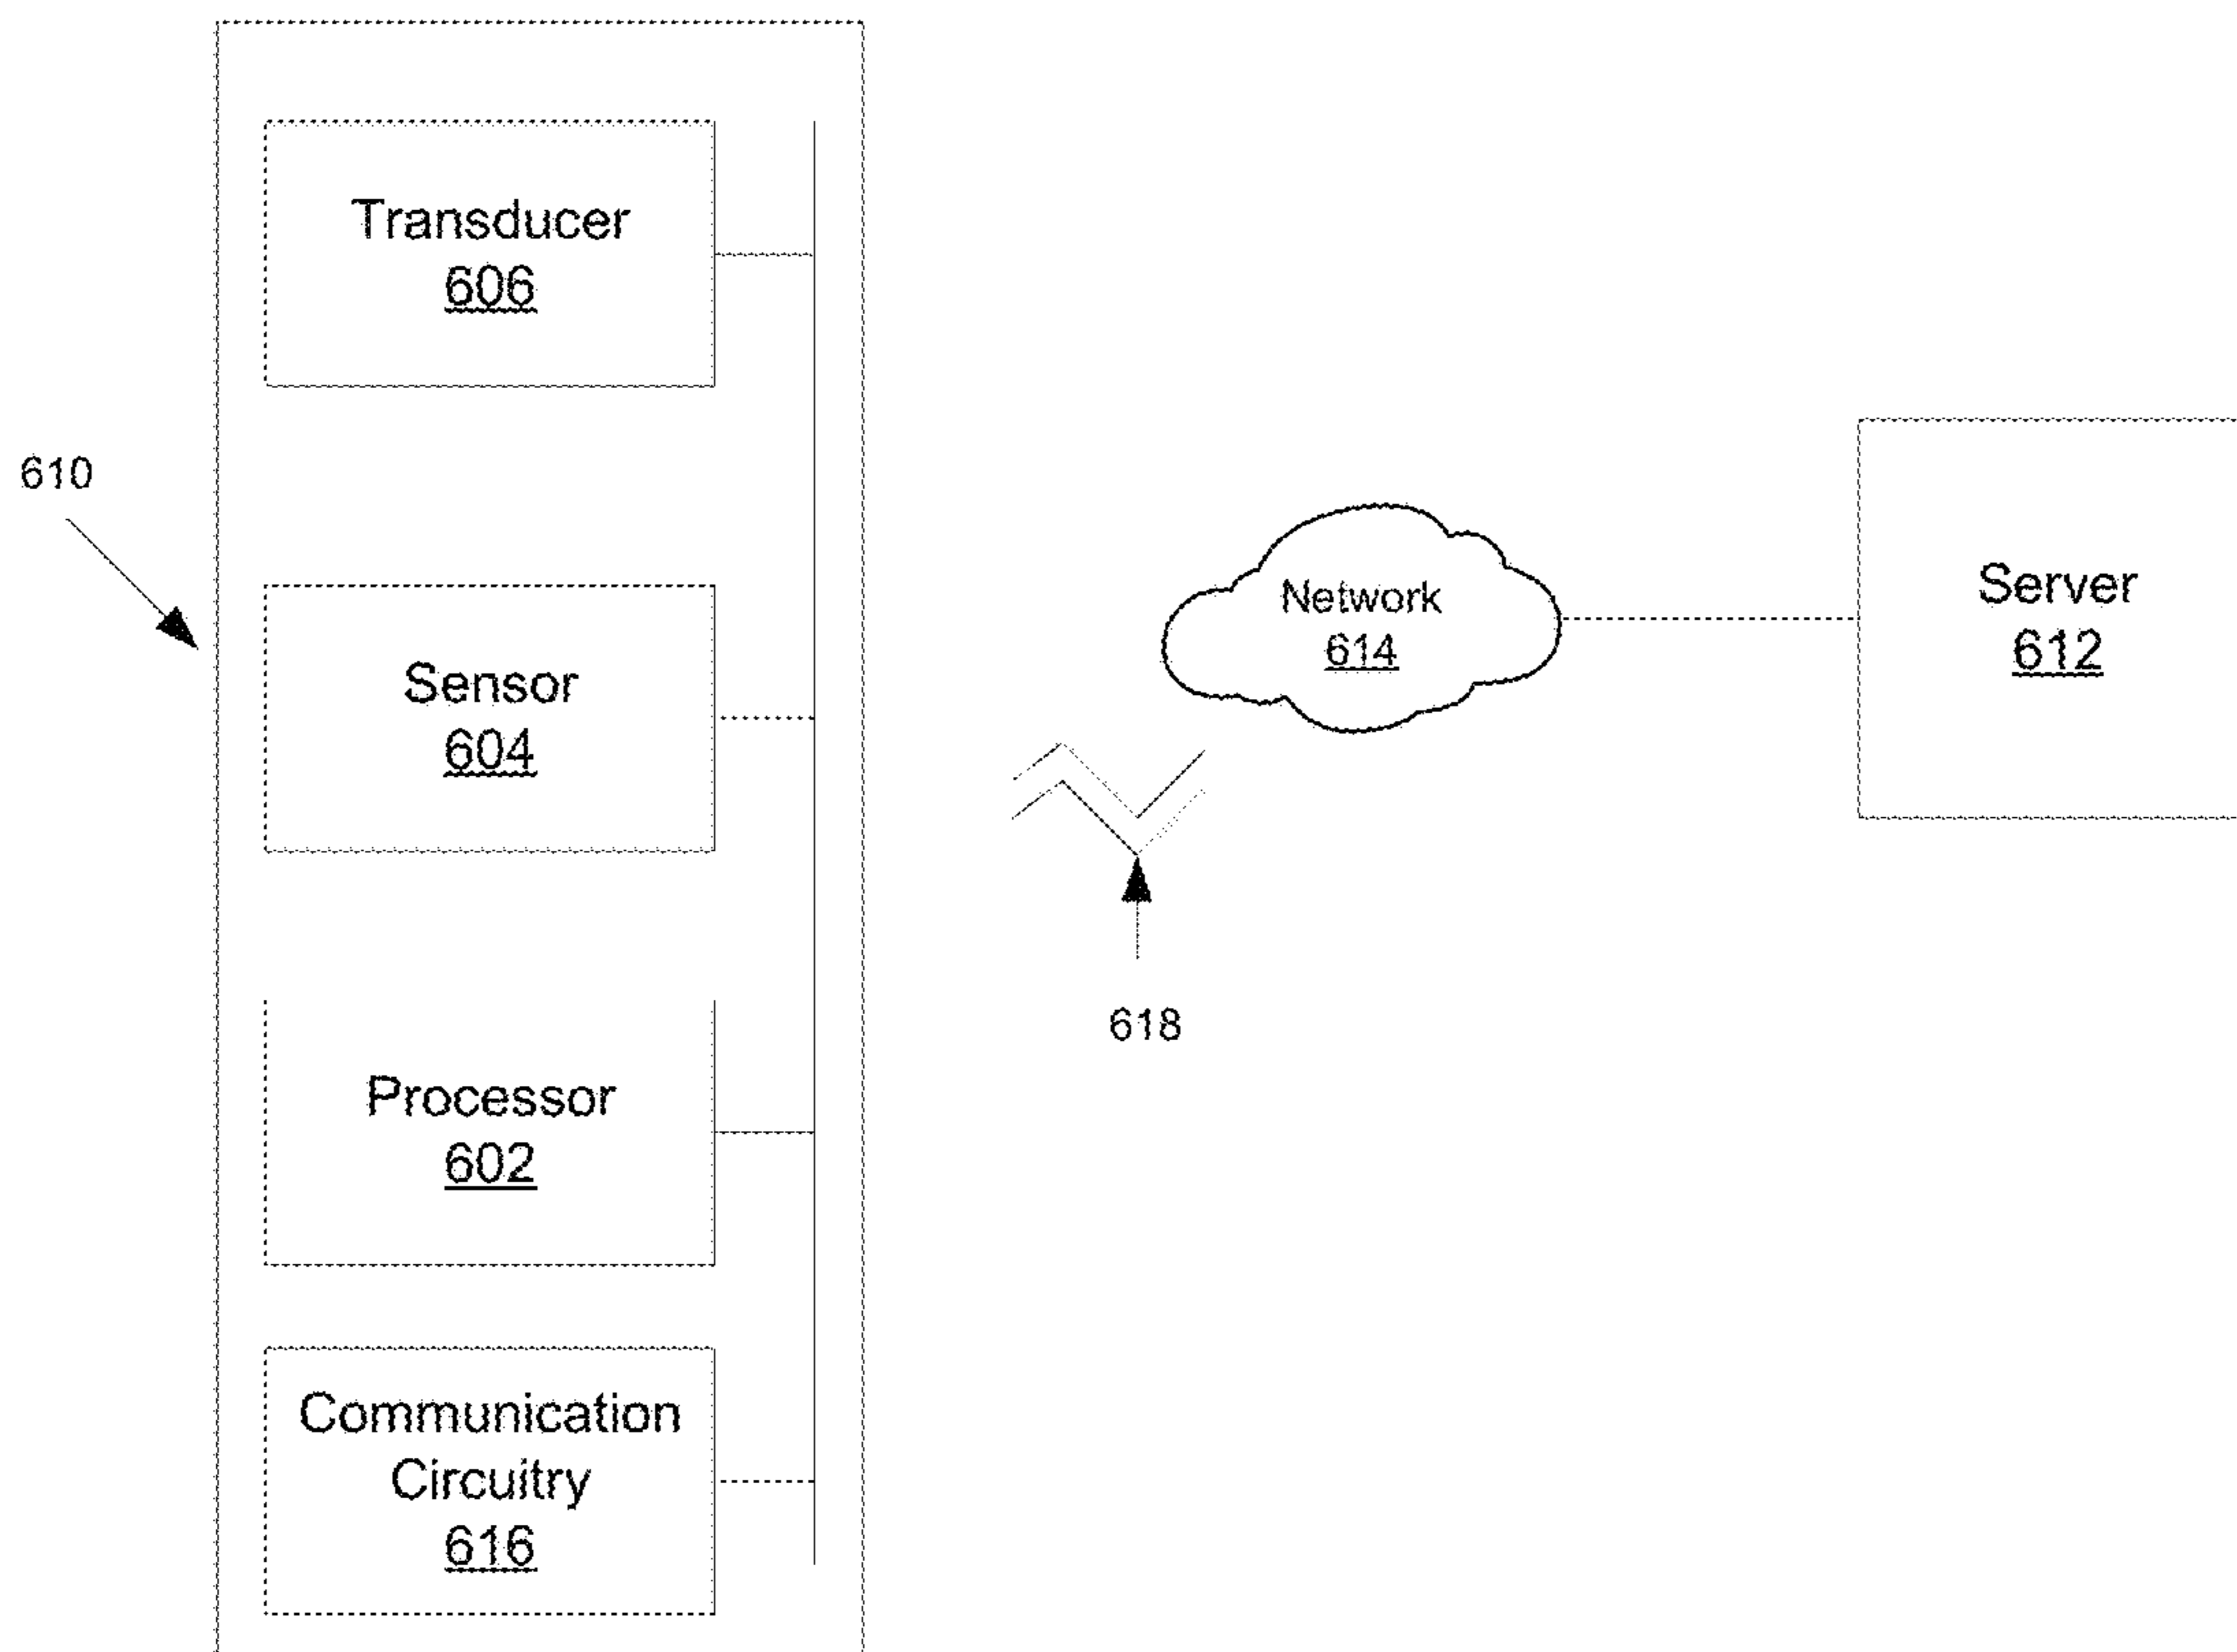 Transducer
606
610
Sensor
604
Processor
602
Communication
Circuitry
616
Network
614
618
Server
612